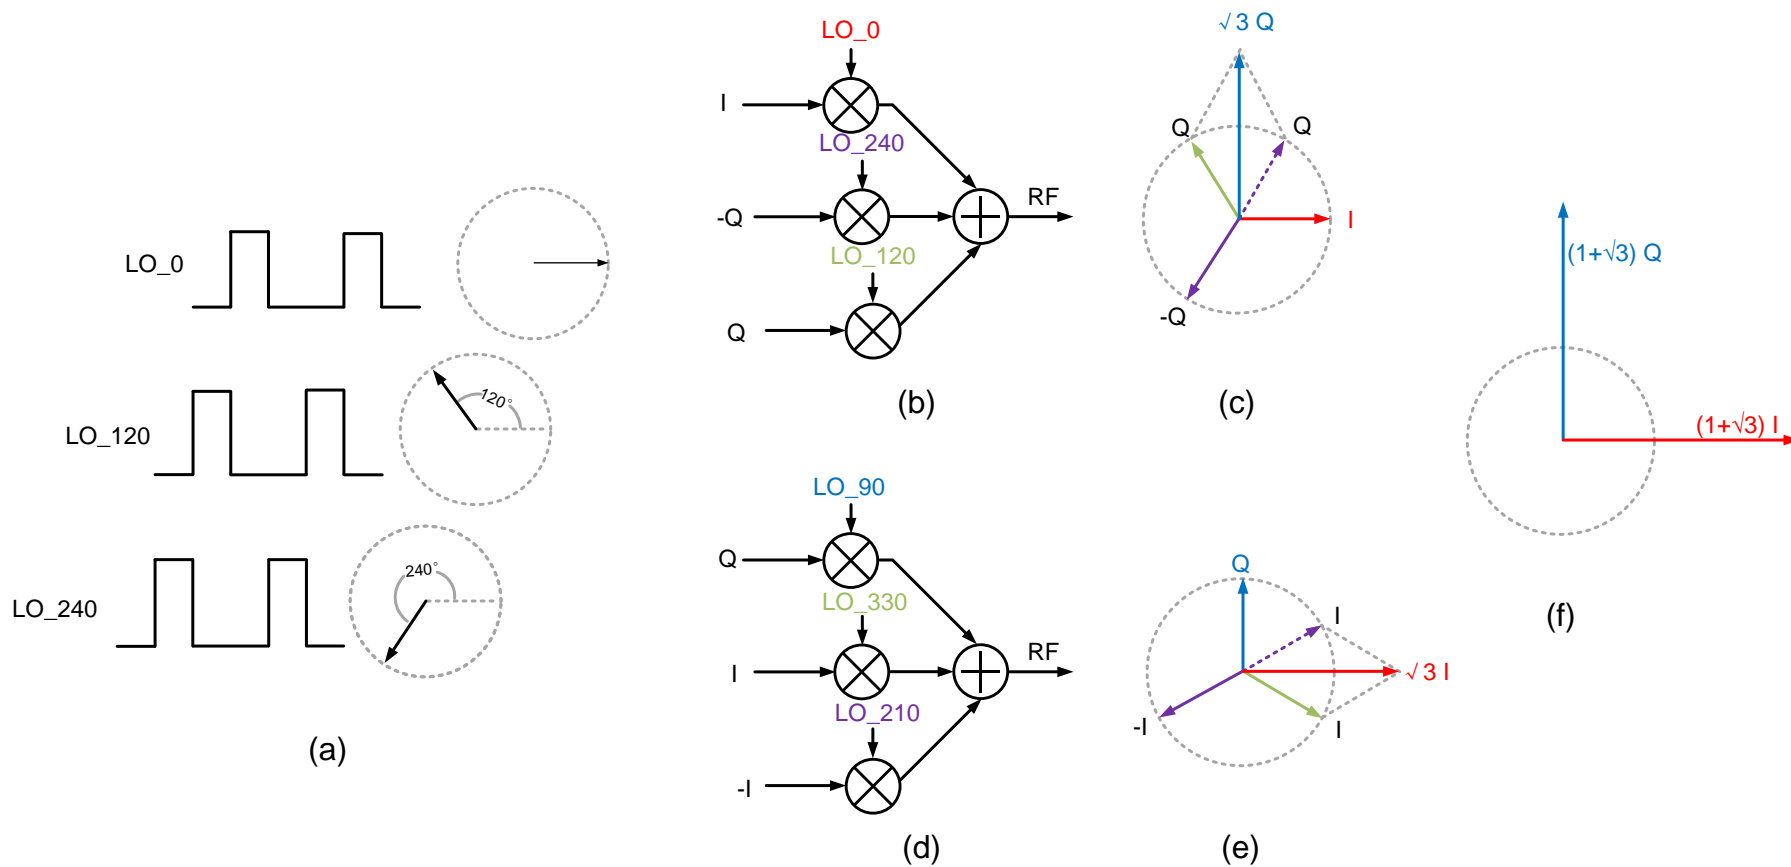 LO_0
LO_120
120°
LO_240
240°
(a)
LO_0
I
LO_240
-Q
RF
LO_120
Q
(b)
√3 Q
Q
Q
I
-Q
(c)
LO_90
Q
LO_330
I
RF
LO_210
-I
(d)
Q
I
√3 I
-I
I
(e)
(1+√3) Q
(1+√3) I
(f)